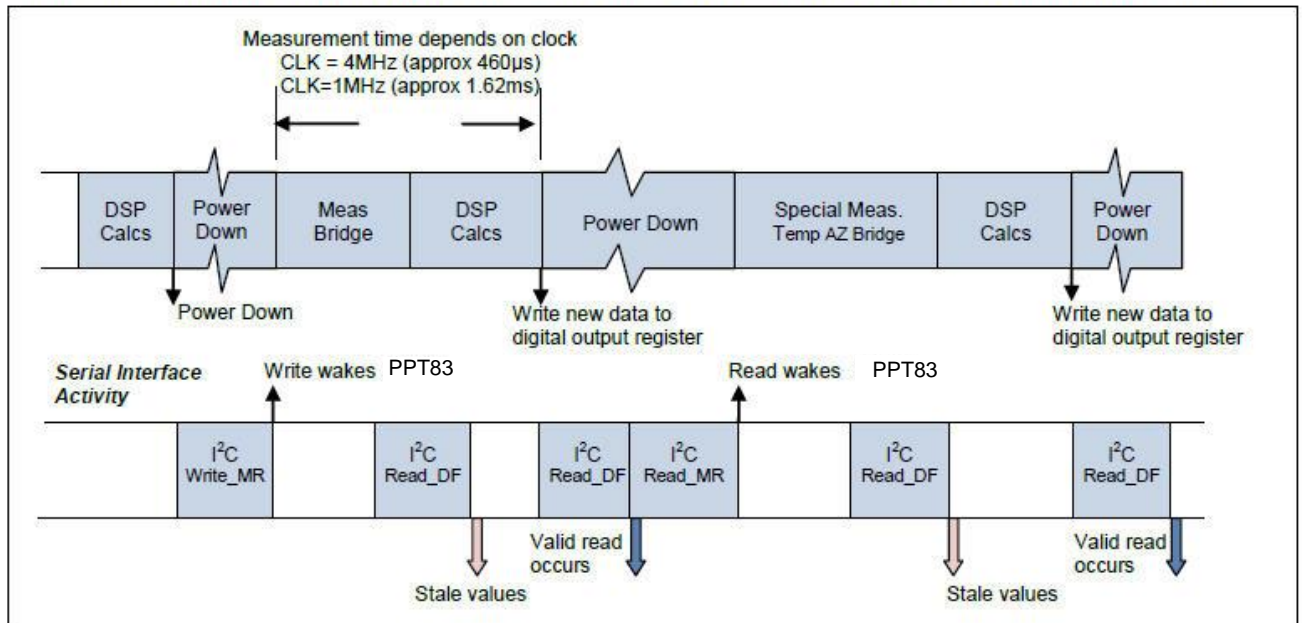 Measurement time depends on clock
CLK = 4MHz (approx 460µs)
CLK=1MHz (approx 1.62ms)
DSP
Calcs
Power
Down
Meas
Bridge
DSP
Calcs
Power Down
Special Meas.
Temp AZ Bridge
DSP
Calcs
Power
Down
Power Down
Write new data to
digital output register
Write new data to
digital output register
Serial Interface
Activity
Write wakes PPT83
Read wakes PPT83
I²C
Write_MR
I²C
Read_DF
I²C
Read_DF
I²C
Read_MR
I²C
Read_DF
I²C
Read_DF
Stale values
Valid read
occurs
Stale values
Valid read
occurs